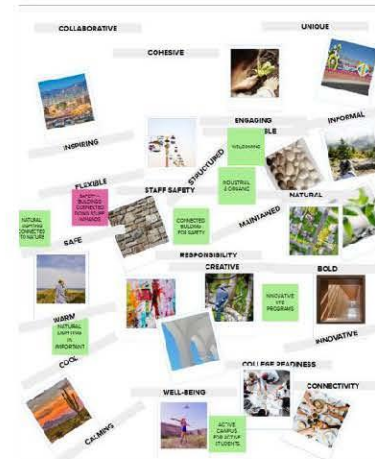 COLLABORATIVE
UNIQUE
COHESIVE
ENGAGING
INFORMAL
INSPIRING
STRUCTURED
WELCOMING
FLEXIBLE
STAFF SAFETY
INDUSTRIAL
& ORGANIC
NATURAL
NATURAL
LIGHTING
CONNECTED
TO NATURE
CONNECTED
BUILDING
FOR SAFETY
MAINTAINED
SAFE
RESPONSIBILITY
CREATIVE
BOLD
INNOVATIVE
PROGRAMS
WARM
NATURAL
LIGHTING
IS
IMPORTANT
INNOVATIVE
COOL
COLLEGE READINESS
WELL-BEING
CONNECTIVITY
CALMING
ACTIVE
CAMPUS
FOR ACTIVE
STUDENTS